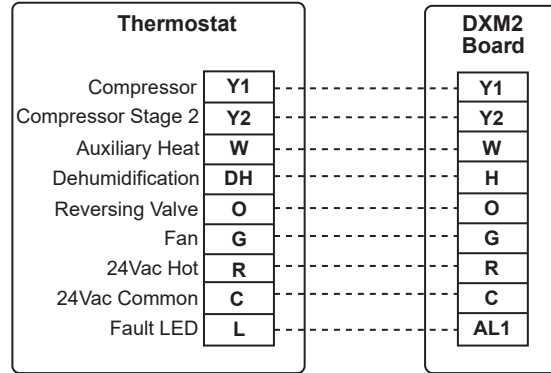 Thermostat
DXM2
Board
Compressor Y1 Y1
Compressor Stage 2 Y2 Y2
Auxiliary Heat W W
Dehumidification DH H
Reversing Valve O O
Fan G G
24Vac Hot R R
24Vac Common C C
Fault LED L AL1